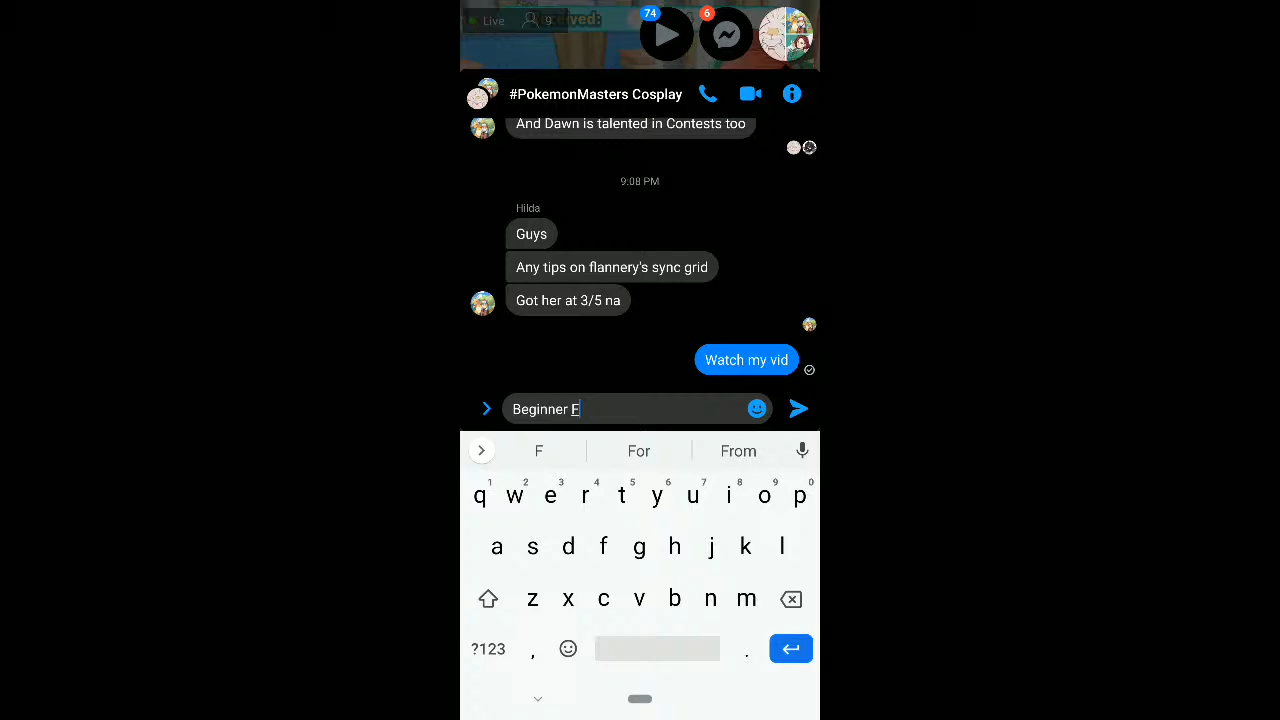 Live 9
ceived:
74
6
#PokemonMasters Cosplay
And Dawn is talented in Contests too
9:08 PM
Hilda
Guys
Any tips on flannery's sync grid
Got her at 3/5 na
Watch my vid
Beginner F
F For From
1 2 3 4 5 6 7 8 9 0
q w e r t y u i o p
a s d f g h j k l
z x c v b n m
?123 , .